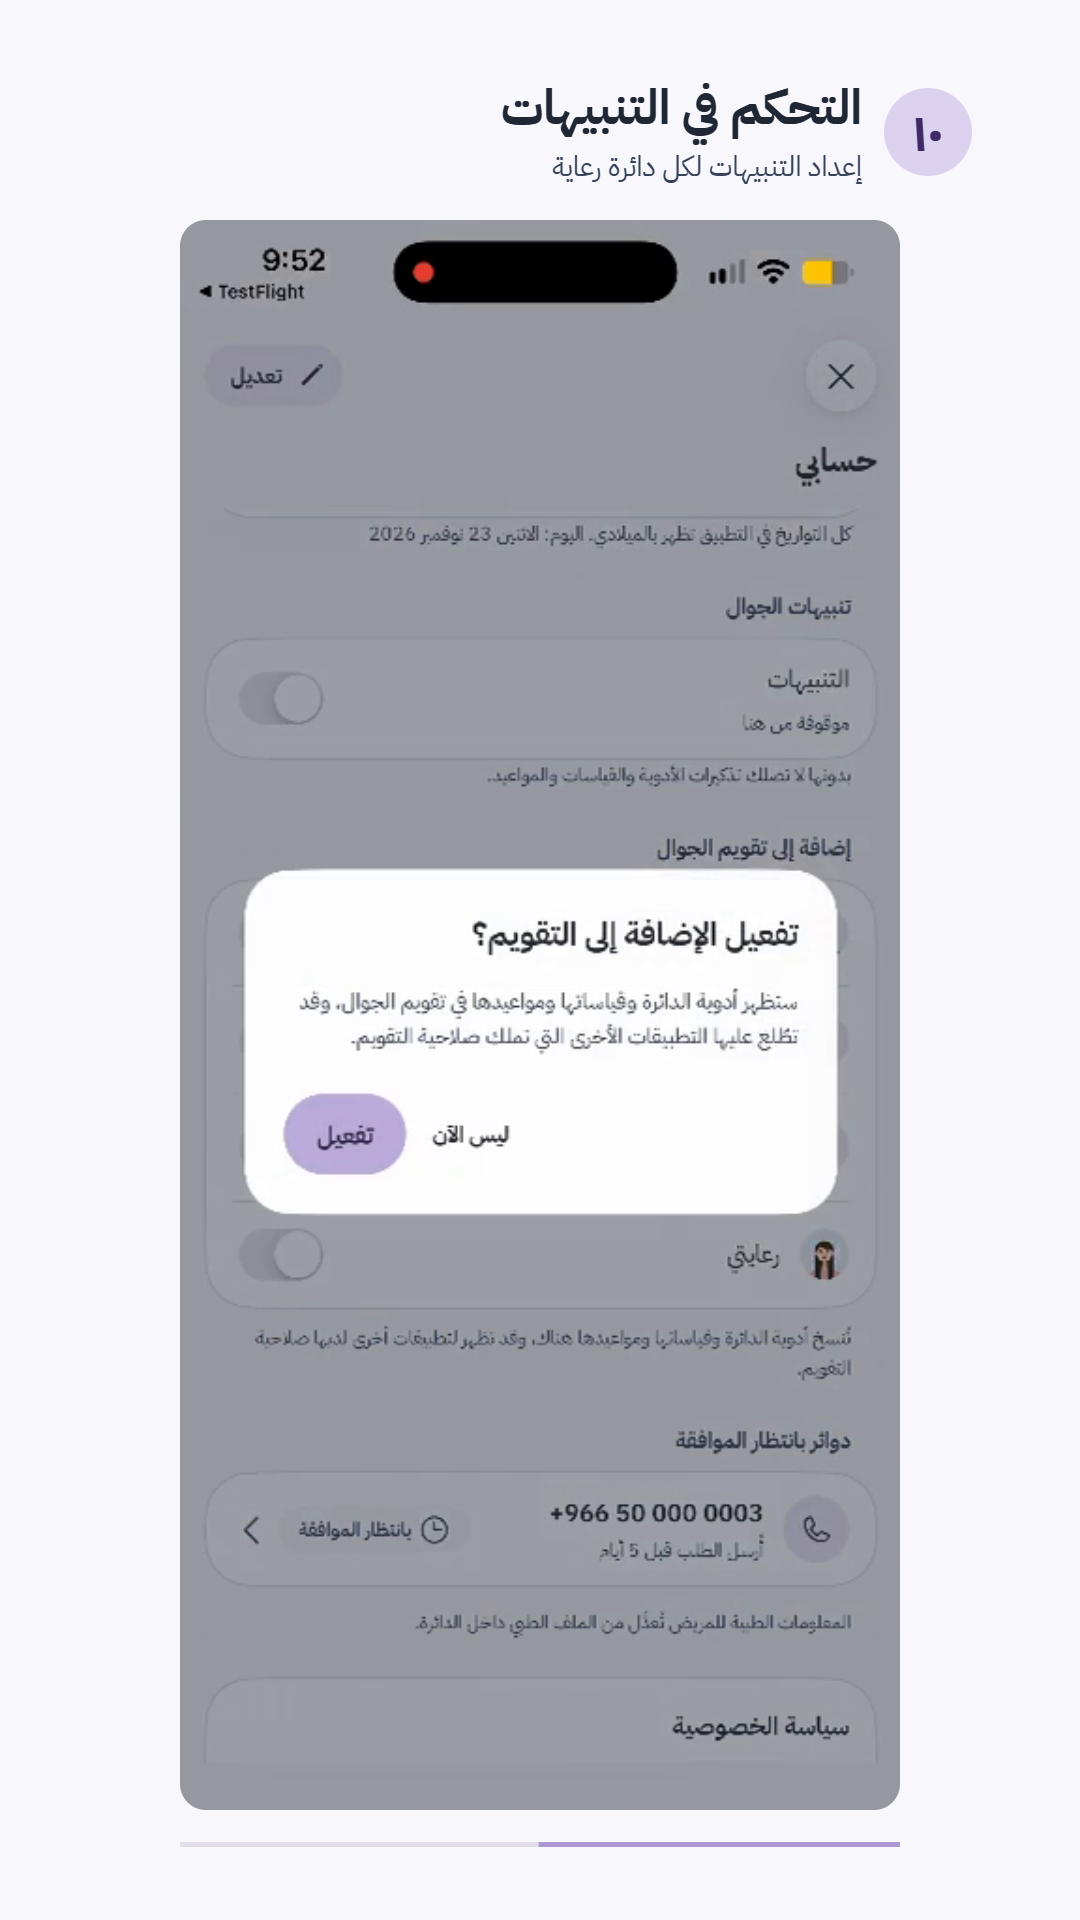 ١٠
التحكم في التنبيهات
إعداد التنبيهات لكل دائرة رعاية
9:52
◀ TestFlight
تعديل
حسابي
كل التواريخ في التطبيق تظهر بالميلادي. اليوم: الاثنين 23 نوفمبر 2026
تنبيهات الجوال
التنبيهات
موقوفة من هنا
بدونها لا تصلك تذكيرات الأدوية والقياسات والمواعيد.
إضافة إلى تقويم الجوال
تفعيل الإضافة إلى التقويم؟
ستظهر أدوية الدائرة وقياساتها ومواعيدها في تقويم الجوال، وقد
تطّلع عليها التطبيقات الأخرى التي تملك صلاحية التقويم.
ليس الآن
تفعيل
رعايتي
تُنسخ أدوية الدائرة وقياساتها ومواعيدها هناك، وقد تظهر لتطبيقات أخرى لديها صلاحية
التقويم.
دوائر بانتظار الموافقة
+966 50 000 0003
أُرسل الطلب قبل 5 أيام
بانتظار الموافقة
المعلومات الطبية للمريض تُعدَّل من الملف الطبي داخل الدائرة.
سياسة الخصوصية